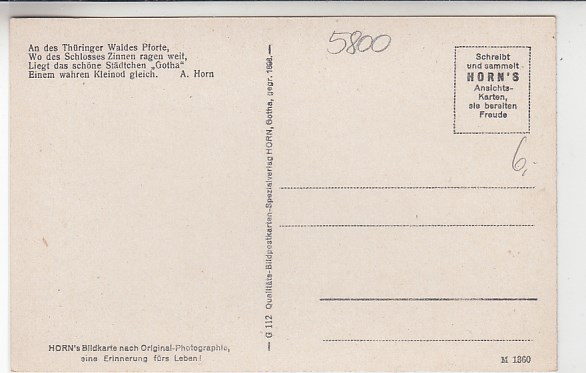 An des Thüringer Waldes Pforte,
Wo des Schlosses Zinnen ragen weit,
Liegt das schöne Städtchen „Gotha“
Einem wahren Kleinod gleich. A. Horn
5800
Schreibt
und sammelt
HORN'S
Ansichts-
Karten,
sie bereiten
Freude
6,-
G 112 Qualitäts-Bildpostkarten-Spezialverlag HORN, Gotha, gegr. 1898.
HORN's Bildkarte nach Original-Photographie,
eine Erinnerung fürs Leben!
M 1360